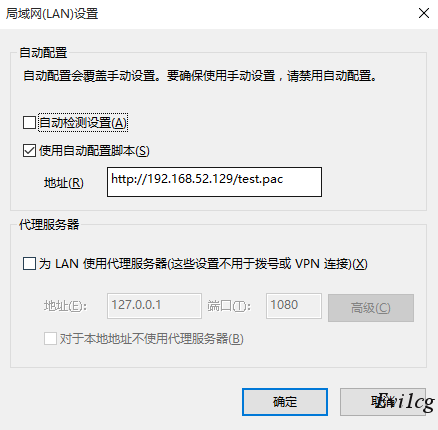 局域网(LAN)设置
自动配置
自动配置会覆盖手动设置。要确保使用手动设置，请禁用自动配置。
自动检测设置(A)
使用自动配置脚本(S)
地址(R)
http://192.168.52.129/test.pac
代理服务器
为 LAN 使用代理服务器(这些设置不用于拨号或 VPN 连接)(X)
地址(E): 127.0.0.1 端口(T): 1080 高级(C)
对于本地地址不使用代理服务器(B)
确定 取消
Evi1cg